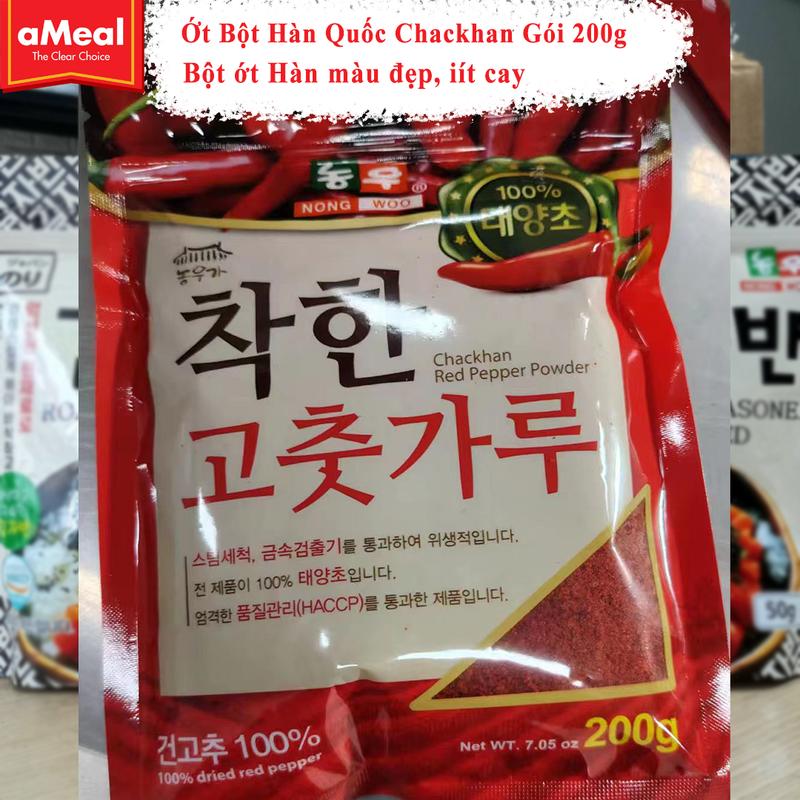 aMeal
The Clear Choice
Ớt Bột Hàn Quốc Chackhan Gói 200g
Bột ớt Hàn màu đẹp, iít cay
농우®
NONG WOO
100%
태양초
농우가
착한
Chackhan
Red Pepper Powder
고춧가루
스팀세척, 금속검출기를 통과하여 위생적입니다.
전 제품이 100% 태양초입니다.
엄격한 품질관리(HACCP)를 통과한 제품입니다.
건고추 100%
100% dried red pepper
Net WT. 7.05 oz 200g
50g